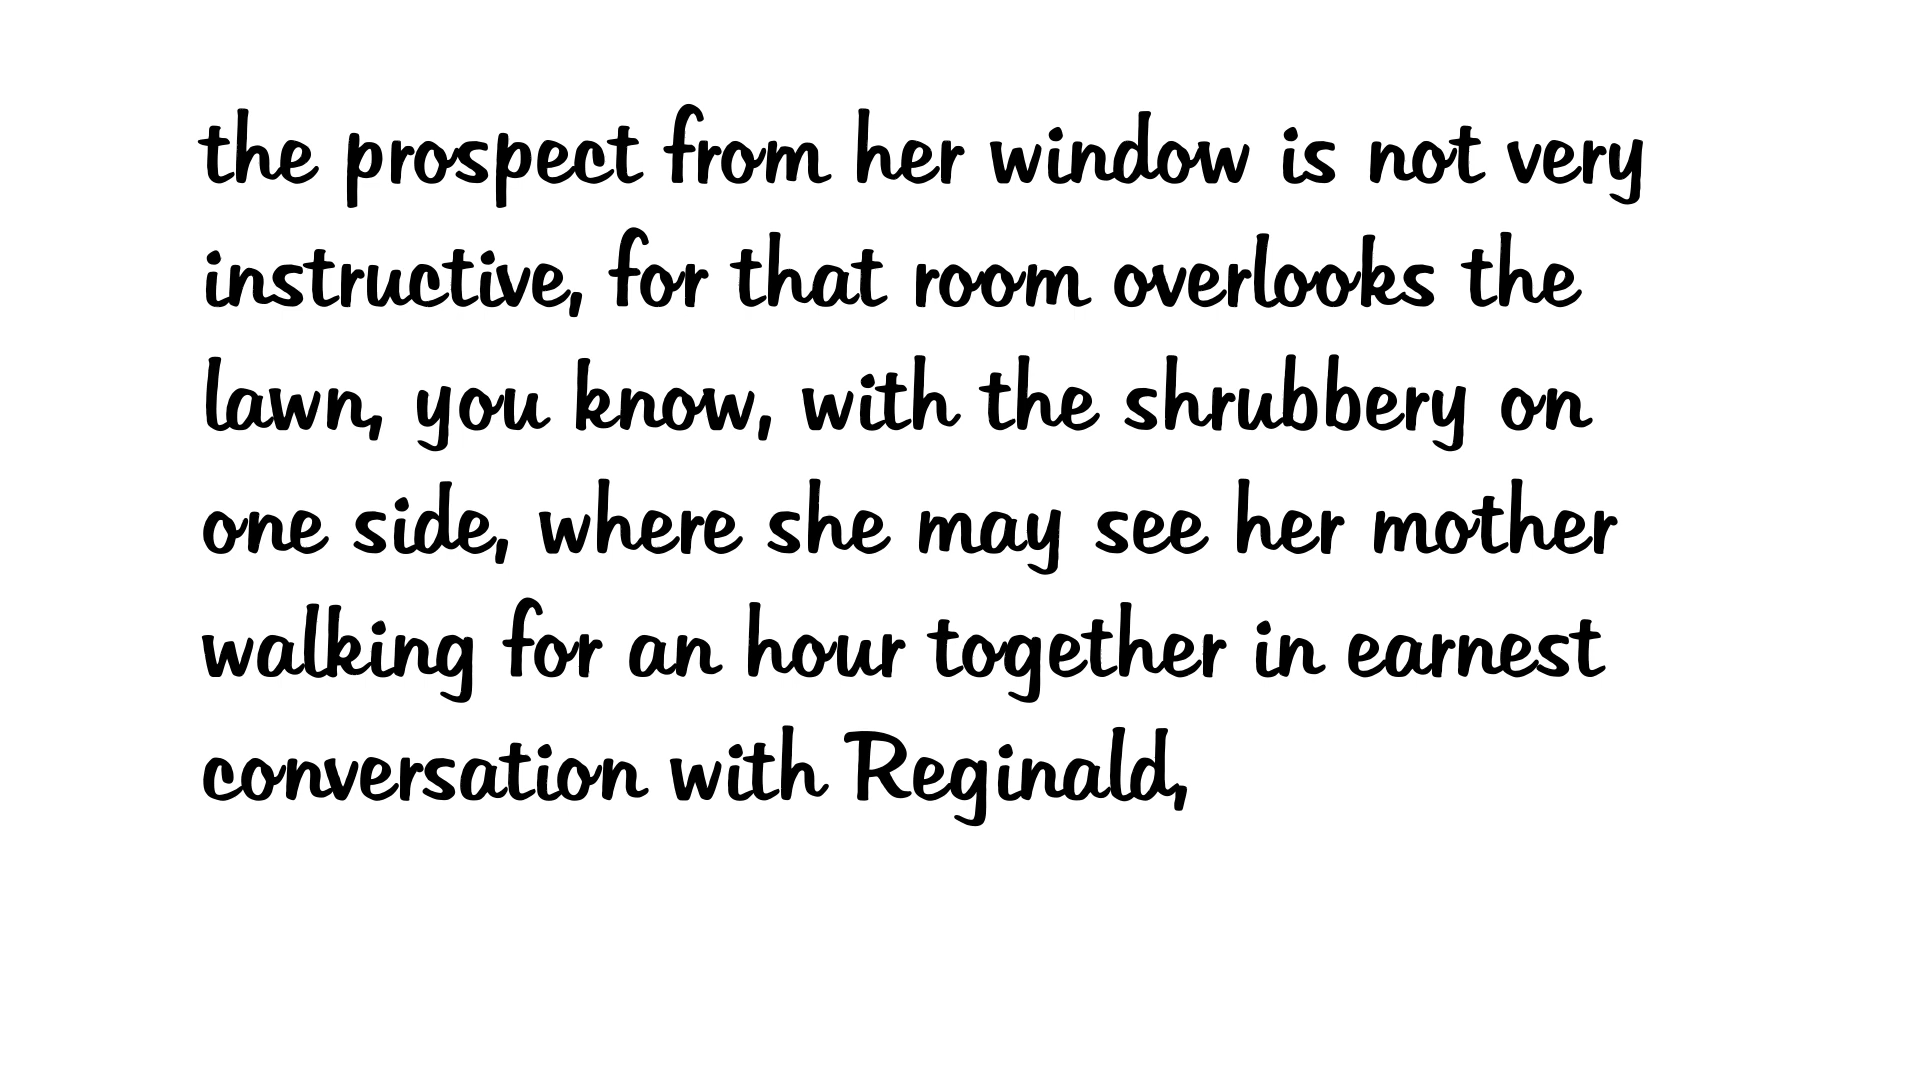 the prospect from her window is not very
instructive, for that room overlooks the
lawn, you know, with the shrubbery on
one side, where she may see her mother
walking for an hour together in earnest
conversation with Reginald,